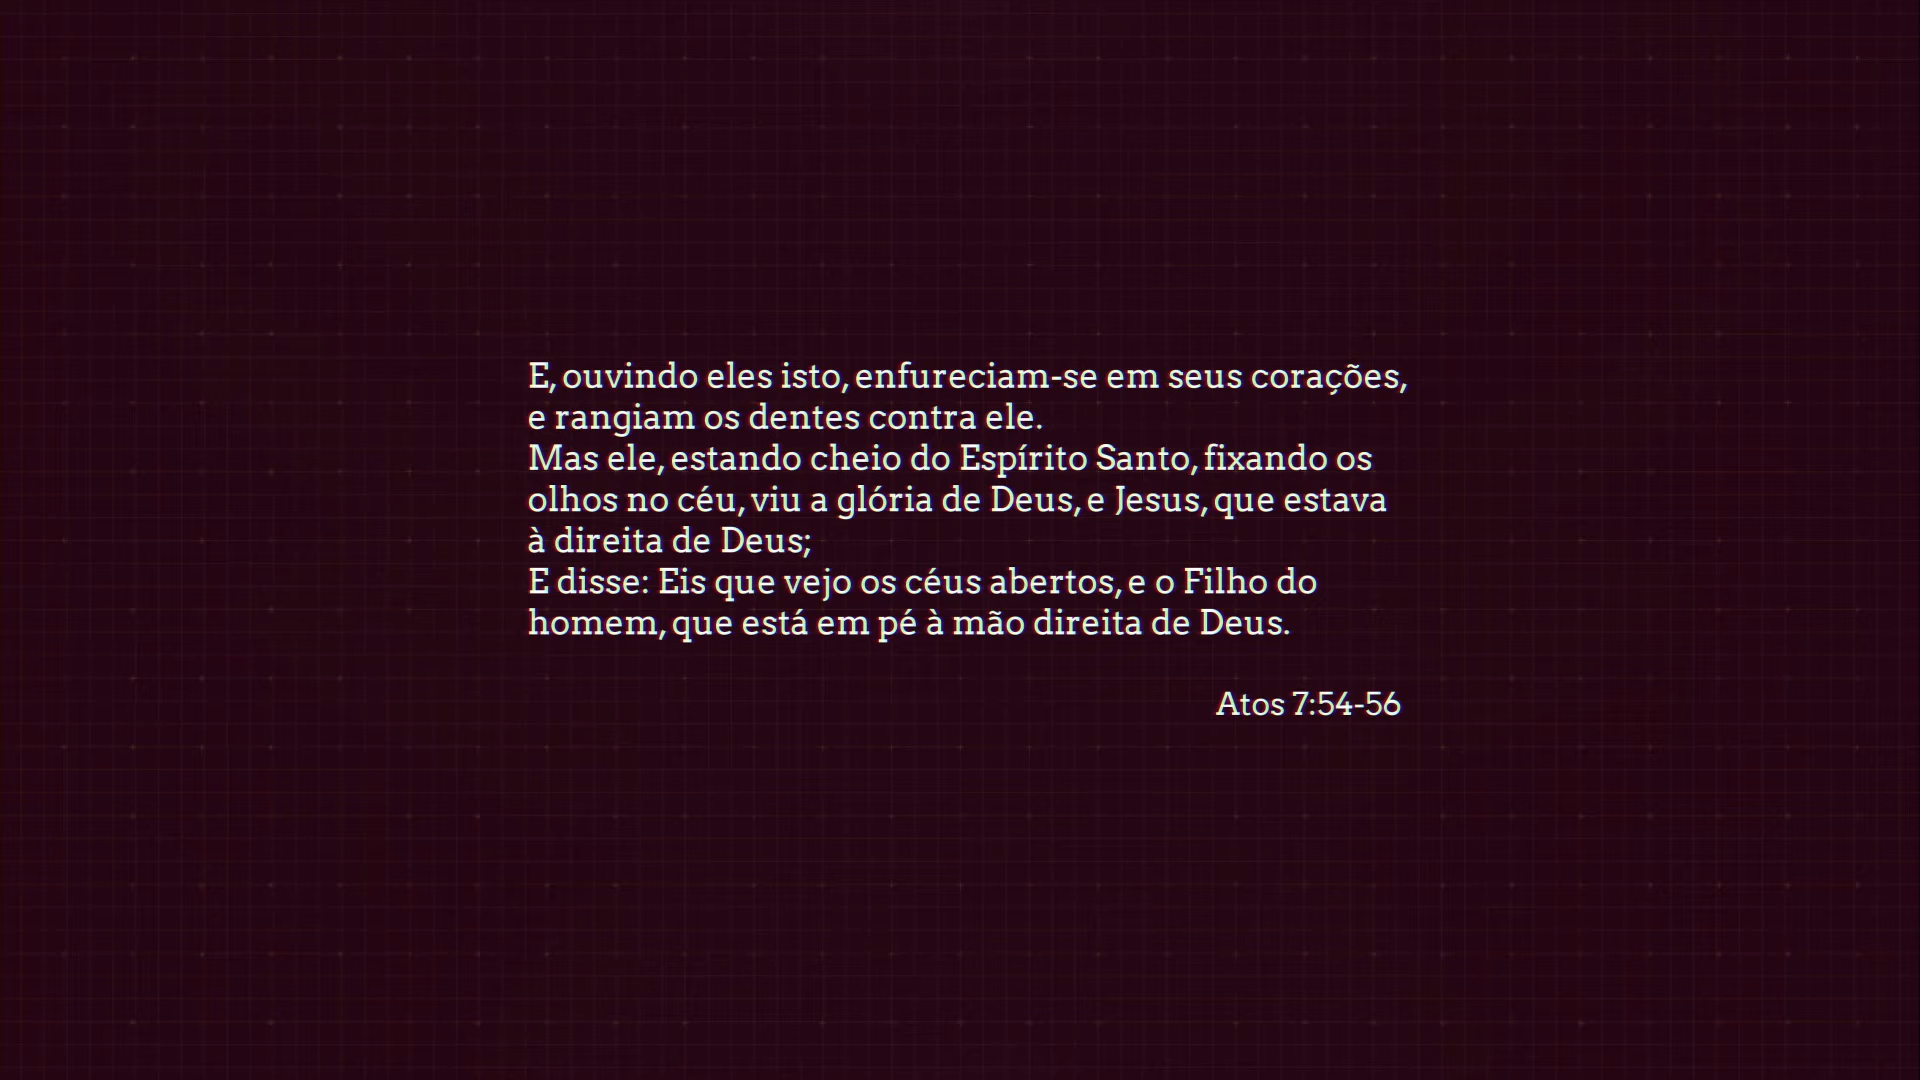 E, ouvindo eles isto, enfureciam-se em seus corações,
e rangiam os dentes contra ele.
Mas ele, estando cheio do Espírito Santo, fixando os
olhos no céu, viu a glória de Deus, e Jesus, que estava
à direita de Deus;
E disse: Eis que vejo os céus abertos, e o Filho do
homem, que está em pé à mão direita de Deus.
Atos 7:54-56